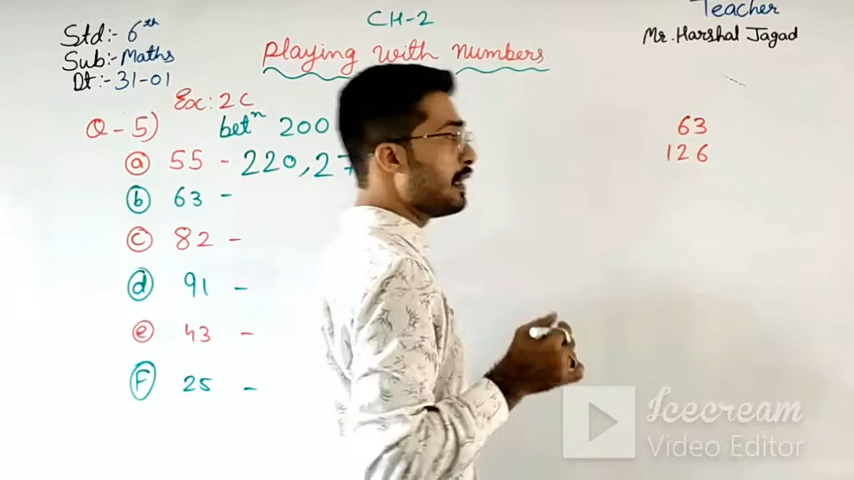 CH-2
Teacher
Std:- 6th
Sub:- Maths
Dt:- 31-01
Playing with numbers
Mr. Harshal Jagad
Ex: 2C
Q-5) betn 200
a 55 - 220, 27
b 63 -
c 82 -
d 91 -
e 43 -
F 25 -
63
126
Icecream
Video Editor